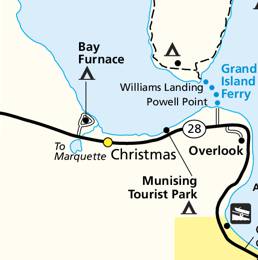 Bay
Furnace
Williams Landing
Powell Point
Grand
Island
Ferry
To
Marquette
Christmas
28
Overlook
Munising
Tourist Park
A